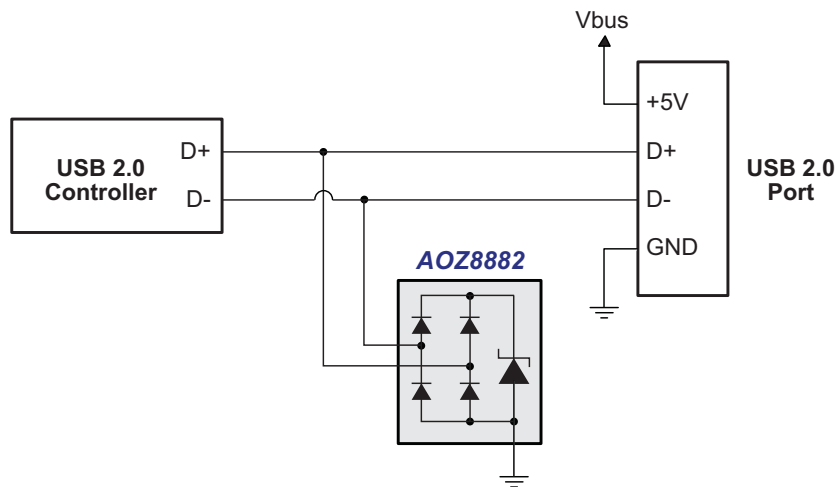 Vbus
+5V
D+
D+
USB 2.0
Controller
USB 2.0
Port
D-
D-
GND
AOZ8882